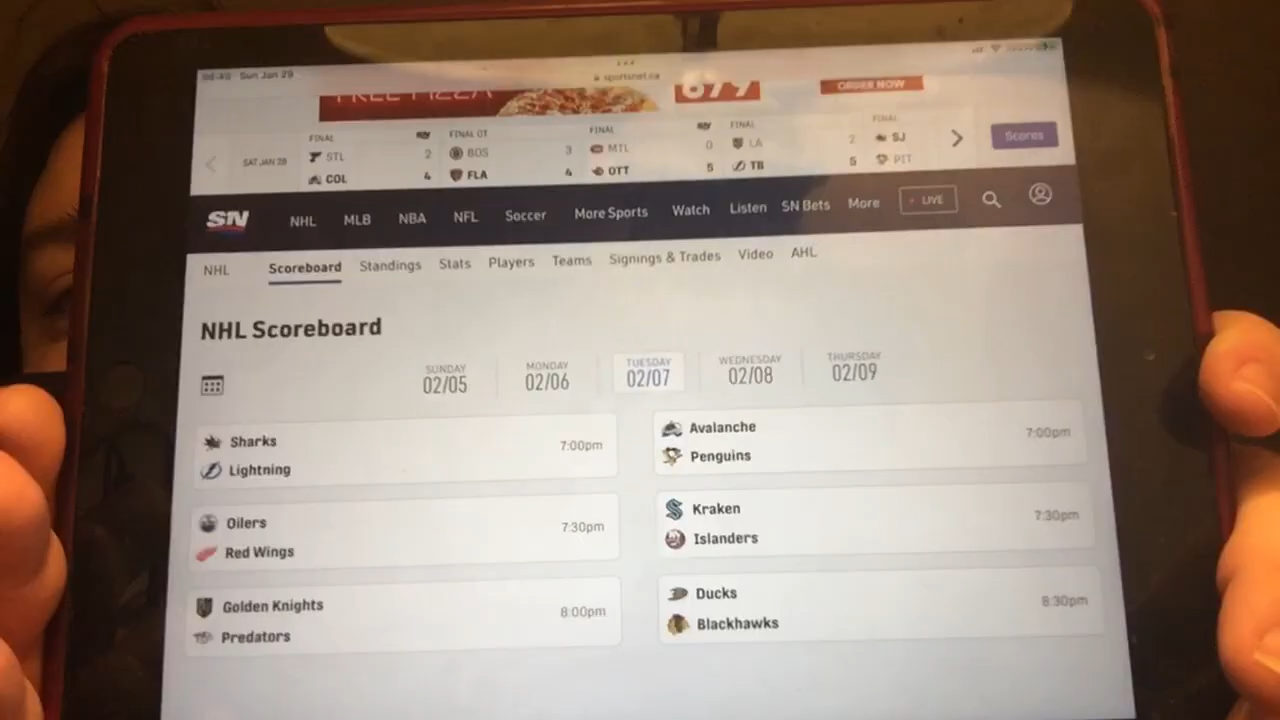 Sun Jan 29
sportsnet.ca
FREE PIZZA
ORDER NOW
SAT JAN 28
FINAL
STL 2
COL 4
FINAL OT
BOS 3
FLA 4
FINAL
MTL 0
OTT 5
FINAL
LA 2
TB 5
FINAL
SJ
PIT
Scores
SN
NHL MLB NBA NFL Soccer More Sports Watch Listen SN Bets More LIVE
NHL Scoreboard Standings Stats Players Teams Signings & Trades Video AHL
NHL Scoreboard
SUNDAY MONDAY TUESDAY WEDNESDAY THURSDAY
02/05 02/06 02/07 02/08 02/09
Sharks
Lightning
7:00pm
Avalanche
Penguins
7:00pm
Oilers
Red Wings
7:30pm
Kraken
Islanders
7:30pm
Golden Knights
Predators
8:00pm
Ducks
Blackhawks
8:30pm